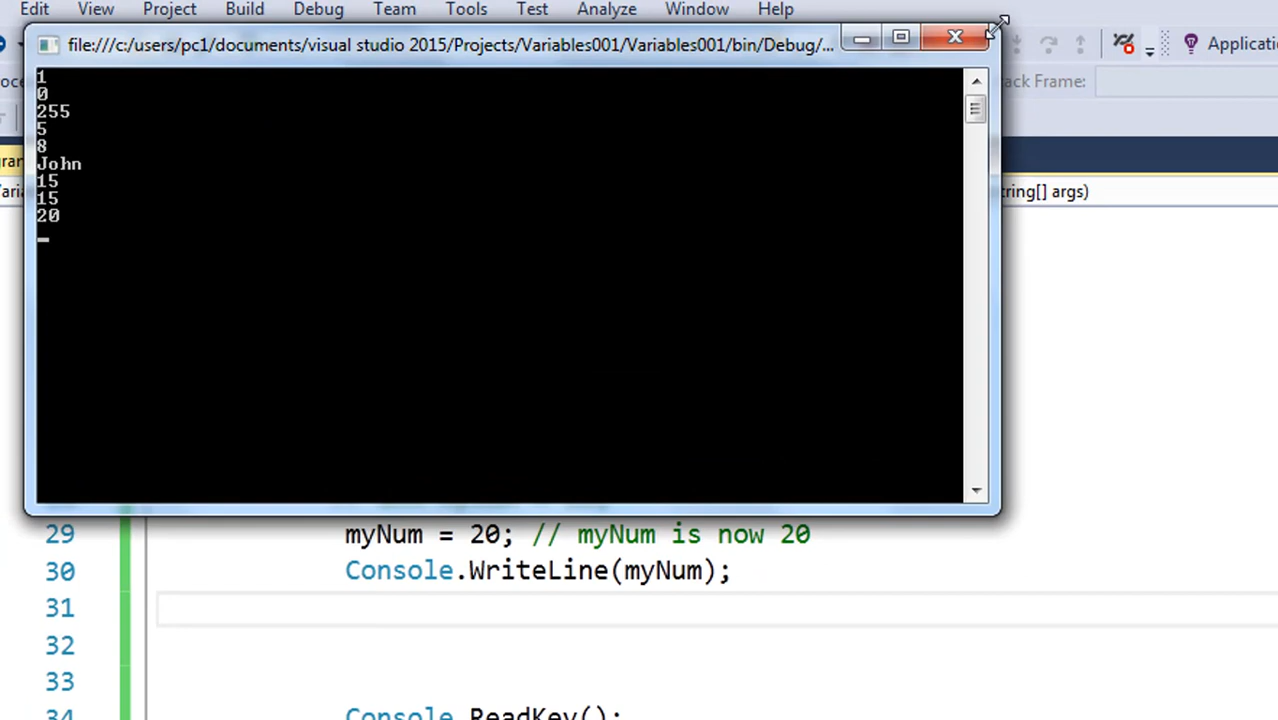 Edit View Project Build Debug Team Tools Test Analyze Window Help
file:///c:/users/pc1/documents/visual studio 2015/Projects/Variables001/Variables001/bin/Debug/...
Applicatio
ack Frame:
tring[] args)
1
0
255
5
8
John
15
15
20
29 myNum = 20; // myNum is now 20
30 Console.WriteLine(myNum);
31
32
33
34 Console.ReadKey();